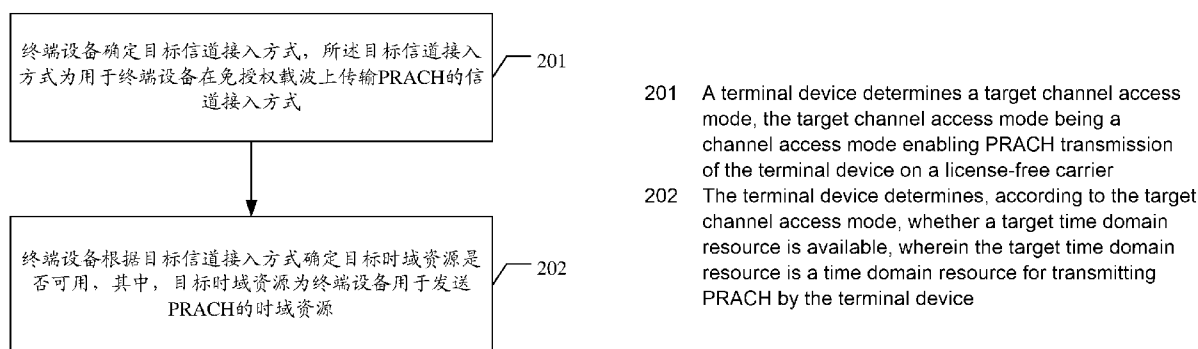 终端设备确定目标信道接入方式，所述目标信道接入
方式为用于终端设备在免授权载波上传输PRACH的信
道接入方式
201
终端设备根据目标信道接入方式确定目标时域资源是
否可用，其中，目标时域资源为终端设备用于发送
PRACH的时域资源
202
201 A terminal device determines a target channel access
mode, the target channel access mode being a
channel access mode enabling PRACH transmission
of the terminal device on a license-free carrier
202 The terminal device determines, according to the target
channel access mode, whether a target time domain
resource is available, wherein the target time domain
resource is a time domain resource for transmitting
PRACH by the terminal device